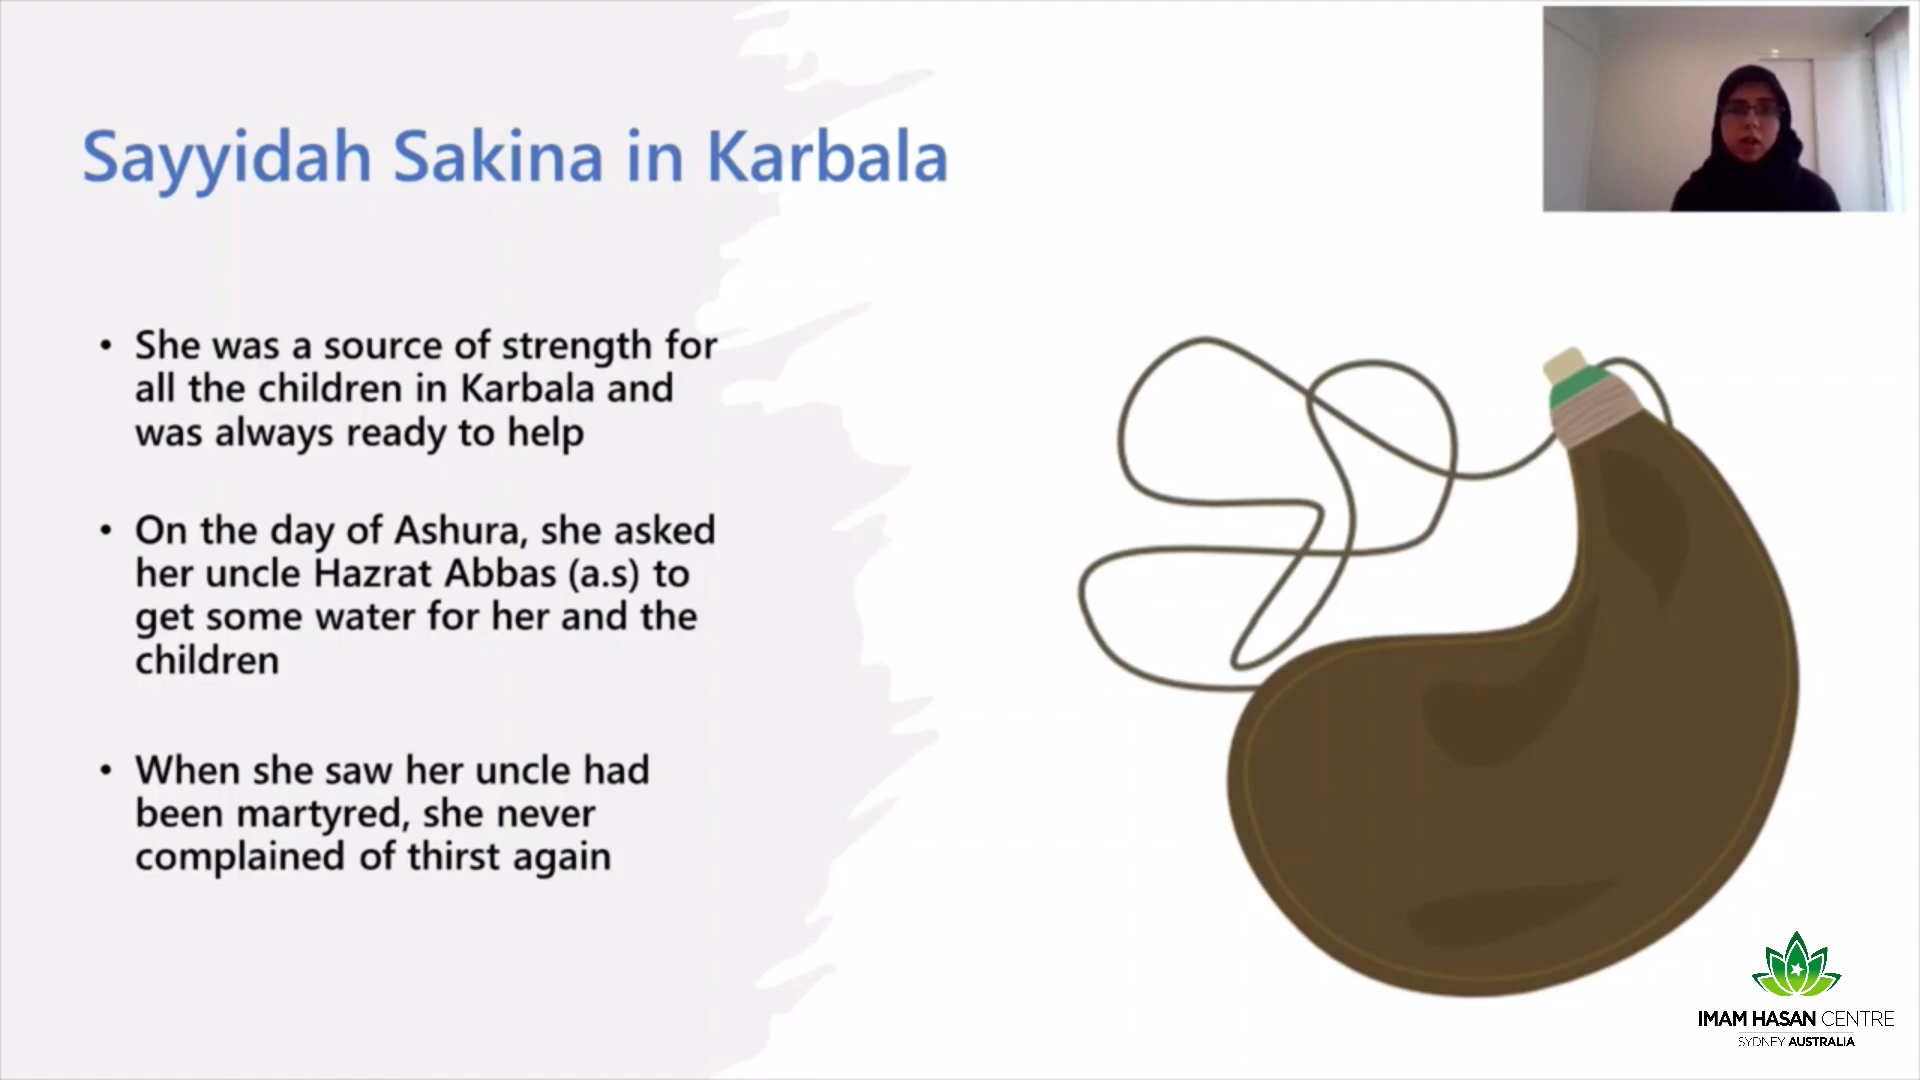 Sayyidah Sakina in Karbala
• She was a source of strength for
all the children in Karbala and
was always ready to help
• On the day of Ashura, she asked
her uncle Hazrat Abbas (a.s) to
get some water for her and the
children
• When she saw her uncle had
been martyred, she never
complained of thirst again
IMAM HASAN CENTRE
SYDNEY AUSTRALIA